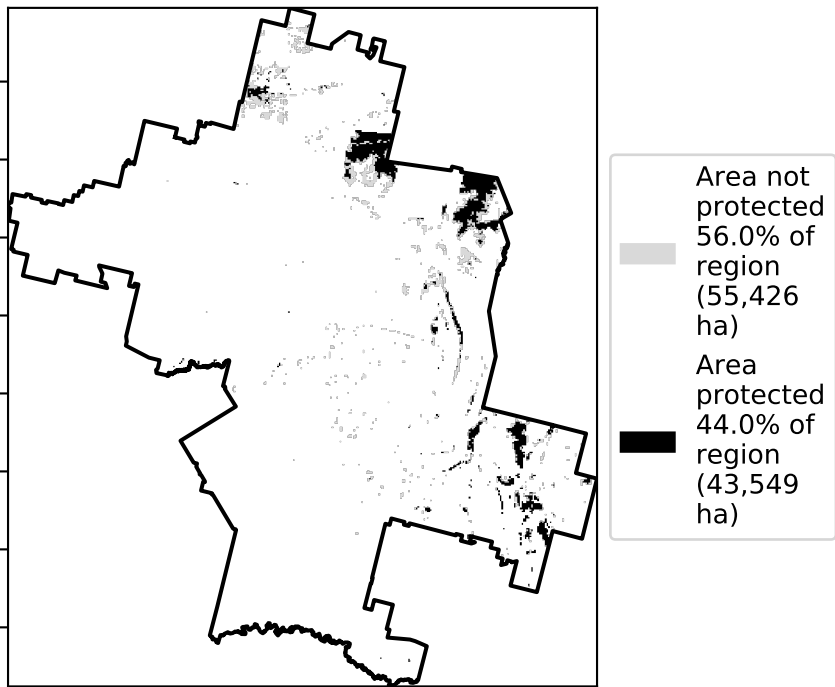 Area not
protected
56.0% of
region
(55,426
ha)
Area
protected
44.0% of
region
(43,549
ha)